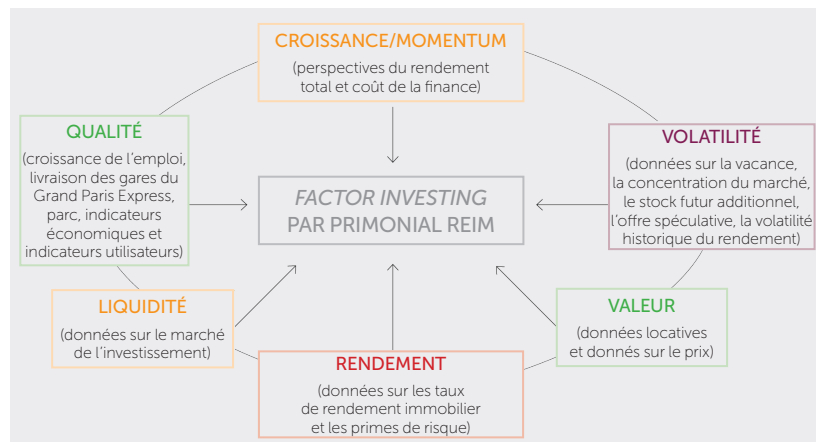 CROISSANCE/MOMENTUM
(perspectives du rendement
total et coût de la finance)
QUALITÉ
(croissance de l'emploi,
livraison des gares du
Grand Paris Express,
parc, indicateurs
économiques et
indicateurs utilisateurs)
FACTOR INVESTING
PAR PRIMONIAL REIM
VOLATILITÉ
(données sur la vacance,
la concentration du marché,
le stock futur additionnel,
l'offre spéculative, la volatilité
historique du rendement)
LIQUIDITÉ
(données sur le marché
de l'investissement)
RENDEMENT
(données sur les taux
de rendement immobilier
et les primes de risque)
VALEUR
(données locatives
et donnés sur le prix)